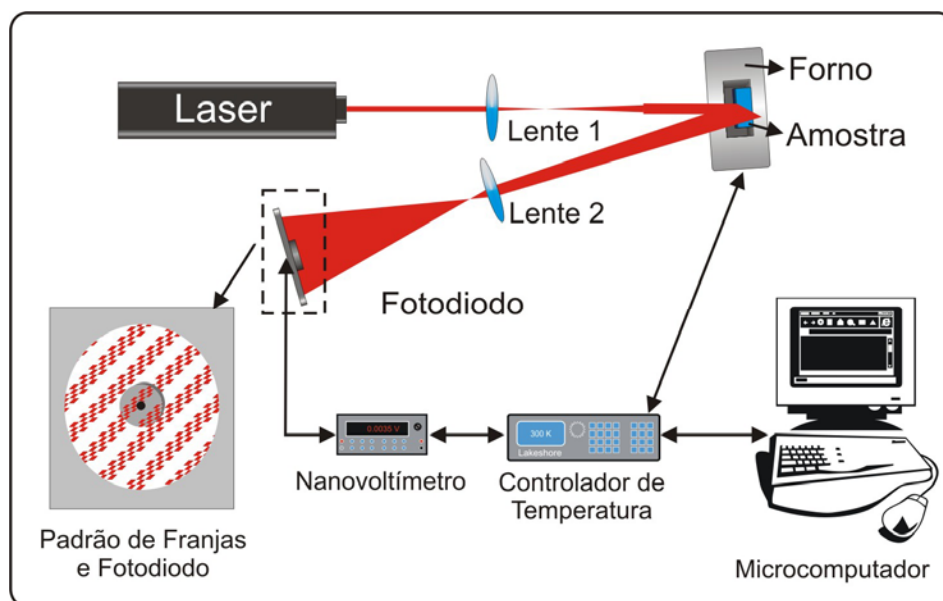 Laser
Lente 1
Forno
Amostra
Lente 2
Fotodiodo
0.0035 V
Nanovoltímetro
300 K
Lakeshore
Controlador de
Temperatura
Padrão de Franjas
e Fotodiodo
Microcomputador